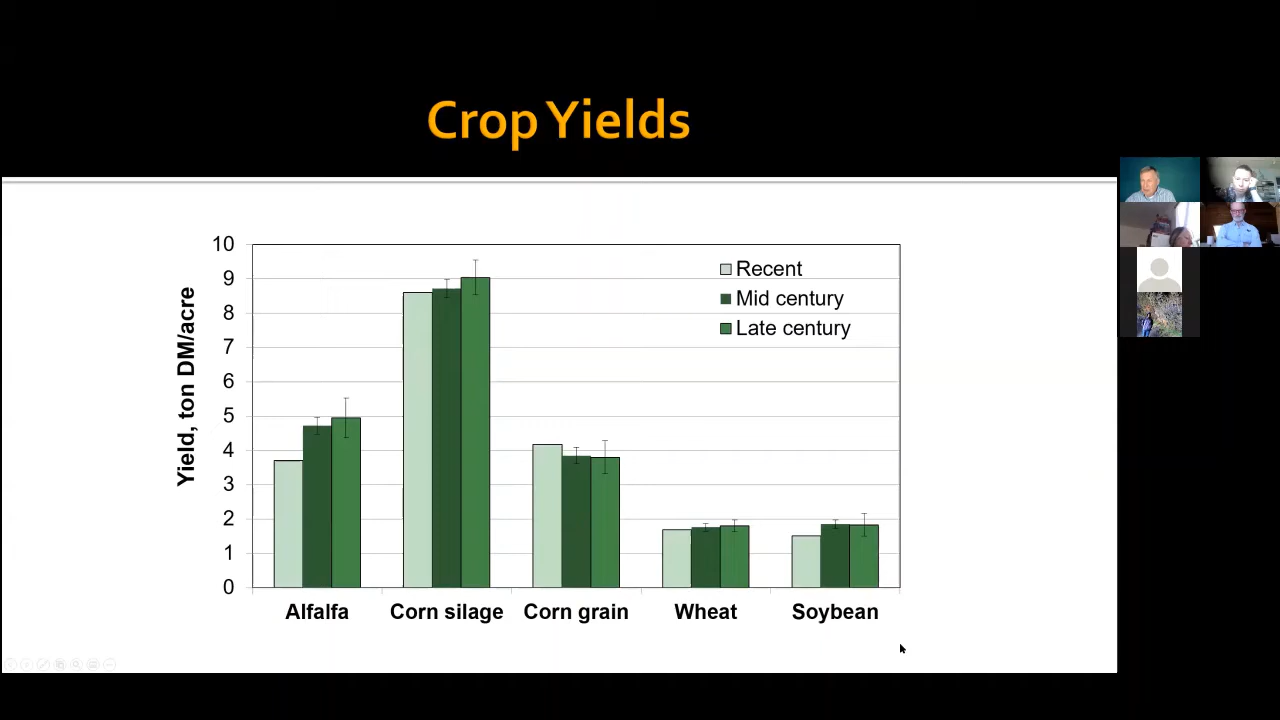 Crop Yields
Yield, ton DM/acre
10
9
8
7
6
5
4
3
2
1
0
Recent
Mid century
Late century
Alfalfa
Corn silage
Corn grain
Wheat
Soybean